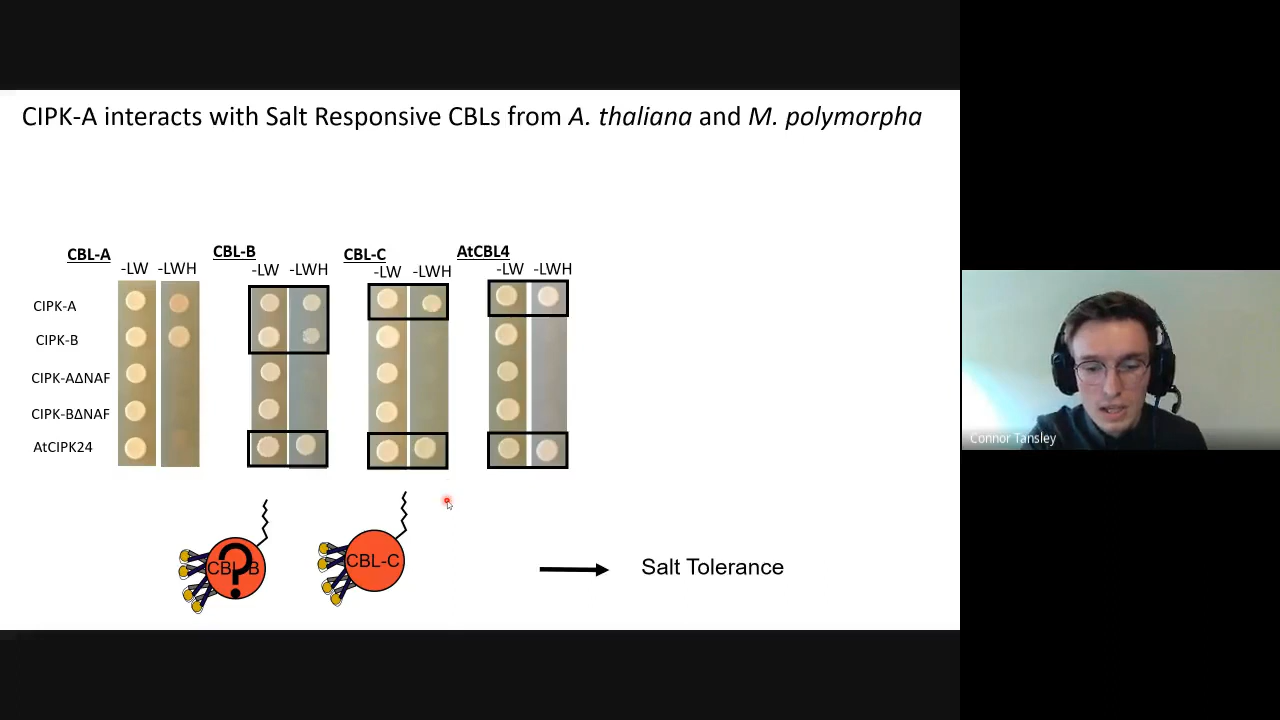 CIPK-A interacts with Salt Responsive CBLs from A. thaliana and M. polymorpha
CBL-A
CBL-B
CBL-C
AtCBL4
-LW -LWH
-LW -LWH
-LW -LWH
-LW -LWH
CIPK-A
CIPK-B
CIPK-AΔNAF
CIPK-BΔNAF
AtCIPK24
CBL-B
?
CBL-C
Salt Tolerance
Connor Tansley